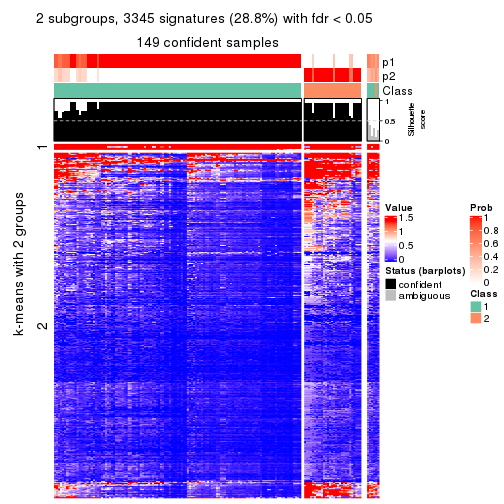 2 subgroups, 3345 signatures (28.8%) with fdr < 0.05
149 confident samples
p1
p2
Class
1
0.5
0
Silhouette
score
1
2
k-means with 2 groups
Value
1.5
1
0.5
0
Status (barplots)
confident
ambiguous
Prob
1
0.8
0.6
0.4
0.2
0
Class
1
2